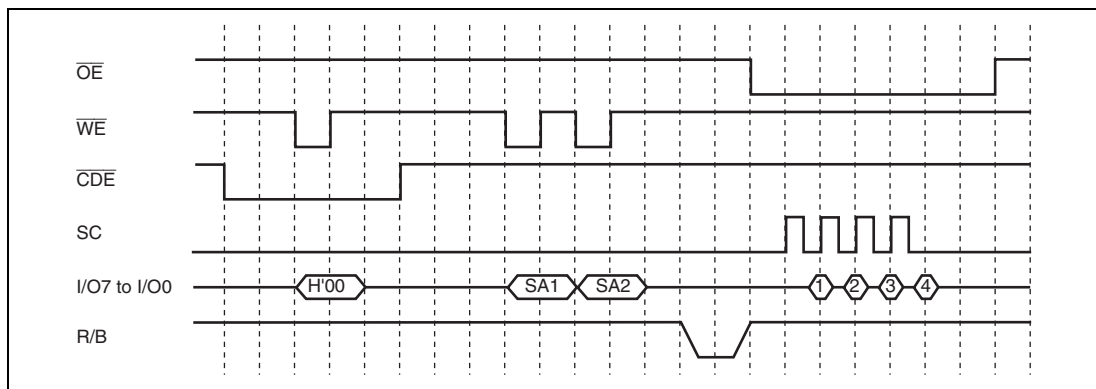 OE
WE
CDE
SC
I/O7 to I/O0 H'00 SA1 SA2 1 2 3 4
R/B